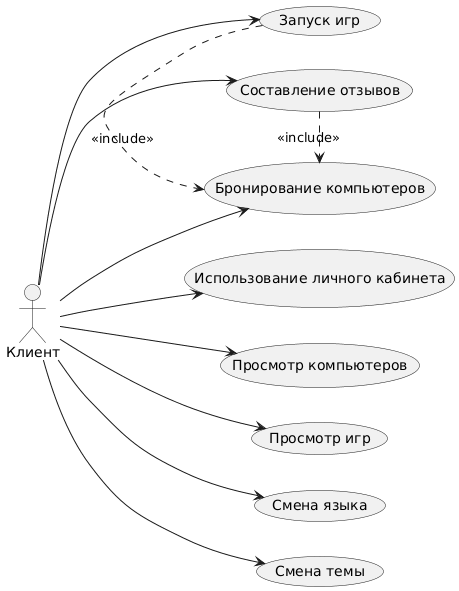 Запуск игр
Составление отзывов
«include»
«include»
Бронирование компьютеров
Использование личного кабинета
Клиент
Просмотр компьютеров
Просмотр игр
Смена языка
Смена темы